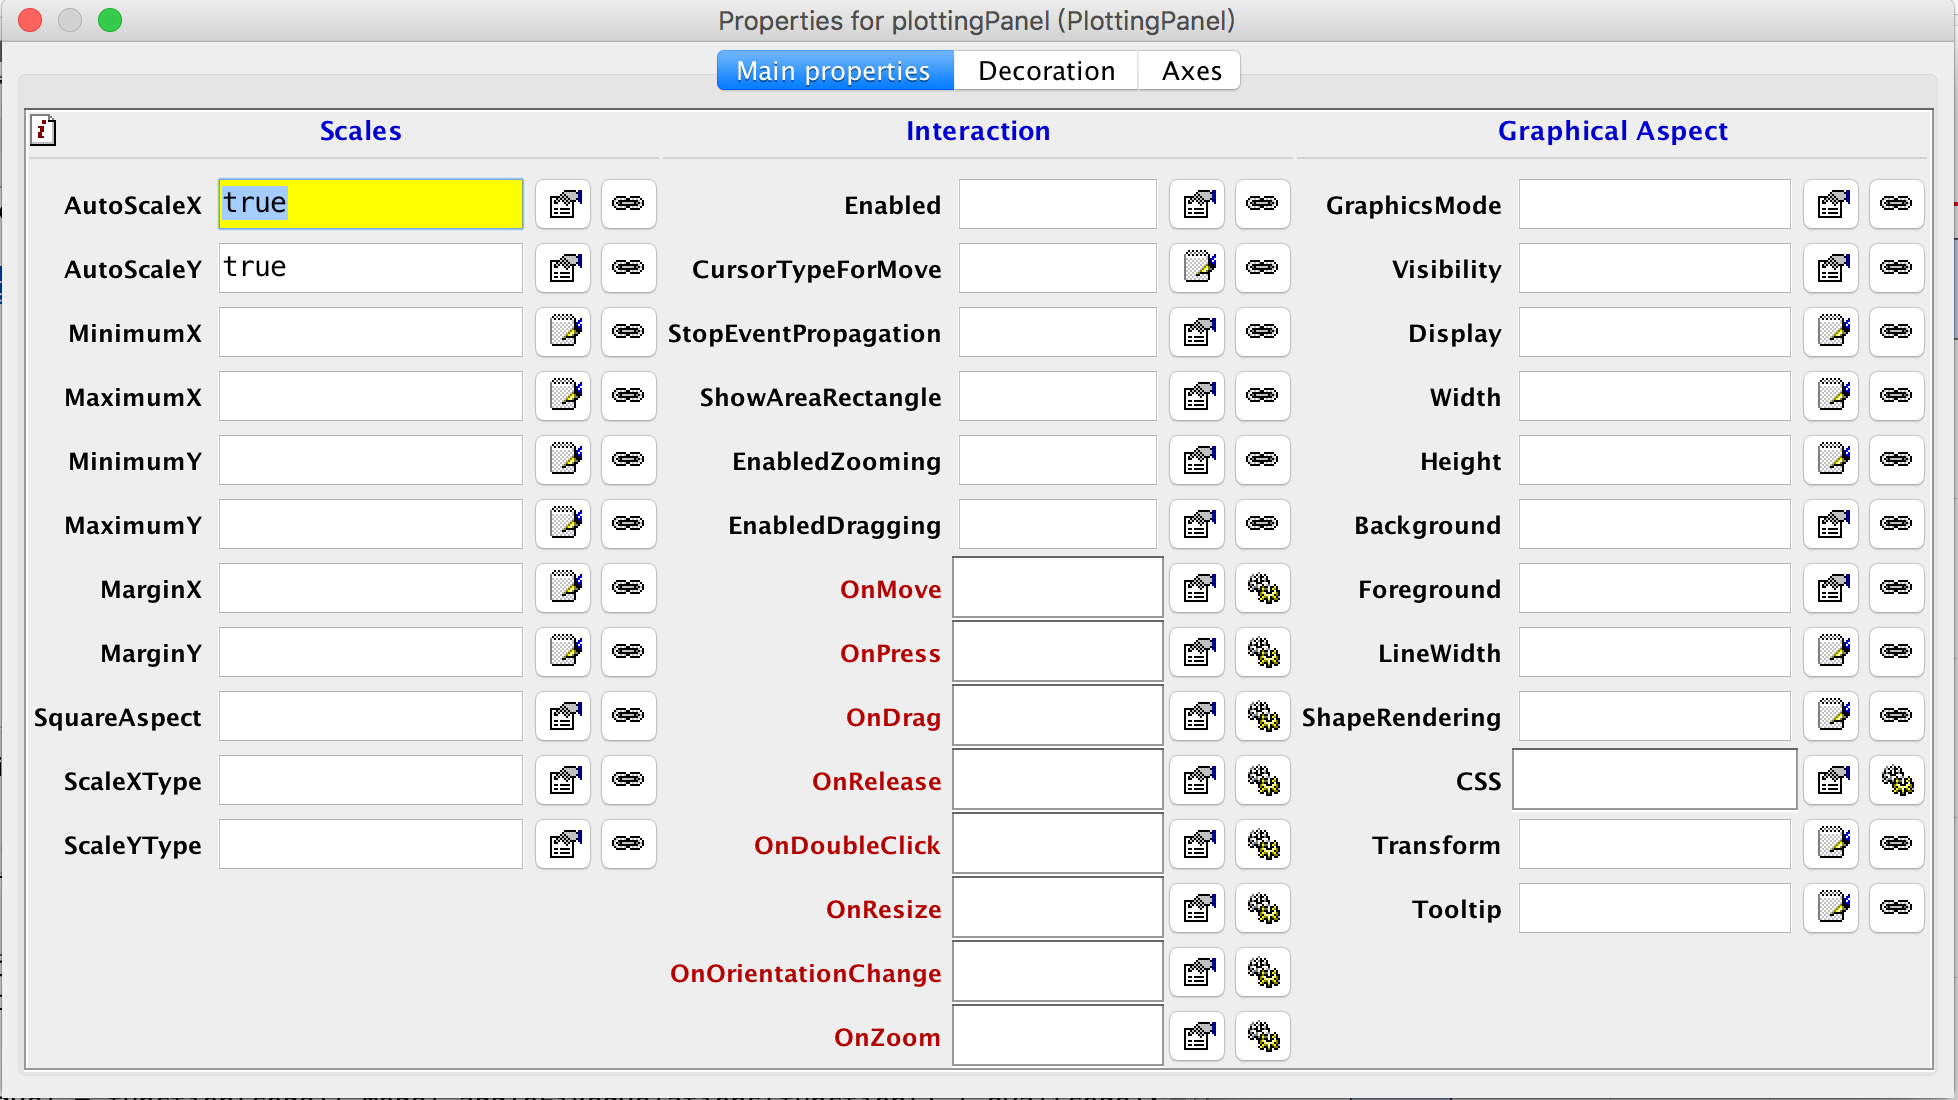 Properties for plottingPanel (PlottingPanel)
Main properties Decoration Axes
Scales Interaction Graphical Aspect
AutoScaleX true Enabled GraphicsMode
AutoScaleY true CursorTypeForMove Visibility
MinimumX StopEventPropagation Display
MaximumX ShowAreaRectangle Width
MinimumY EnabledZooming Height
MaximumY EnabledDragging Background
MarginX OnMove Foreground
MarginY OnPress LineWidth
SquareAspect OnDrag ShapeRendering
ScaleXType OnRelease CSS
ScaleYType OnDoubleClick Transform
OnResize Tooltip
OnOrientationChange
OnZoom